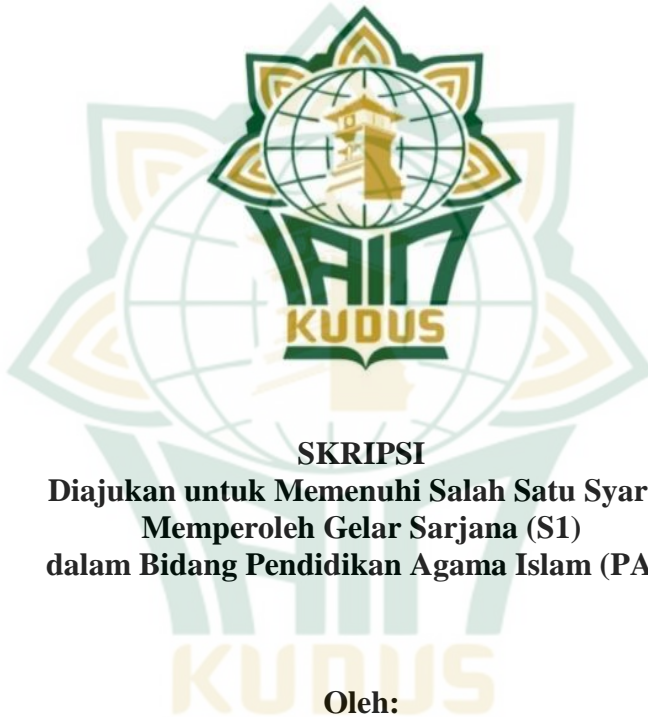 IAIN
KUDUS
SKRIPSI
Diajukan untuk Memenuhi Salah Satu Syar
Memperoleh Gelar Sarjana (S1)
dalam Bidang Pendidikan Agama Islam (PA
KUDUS
Oleh: